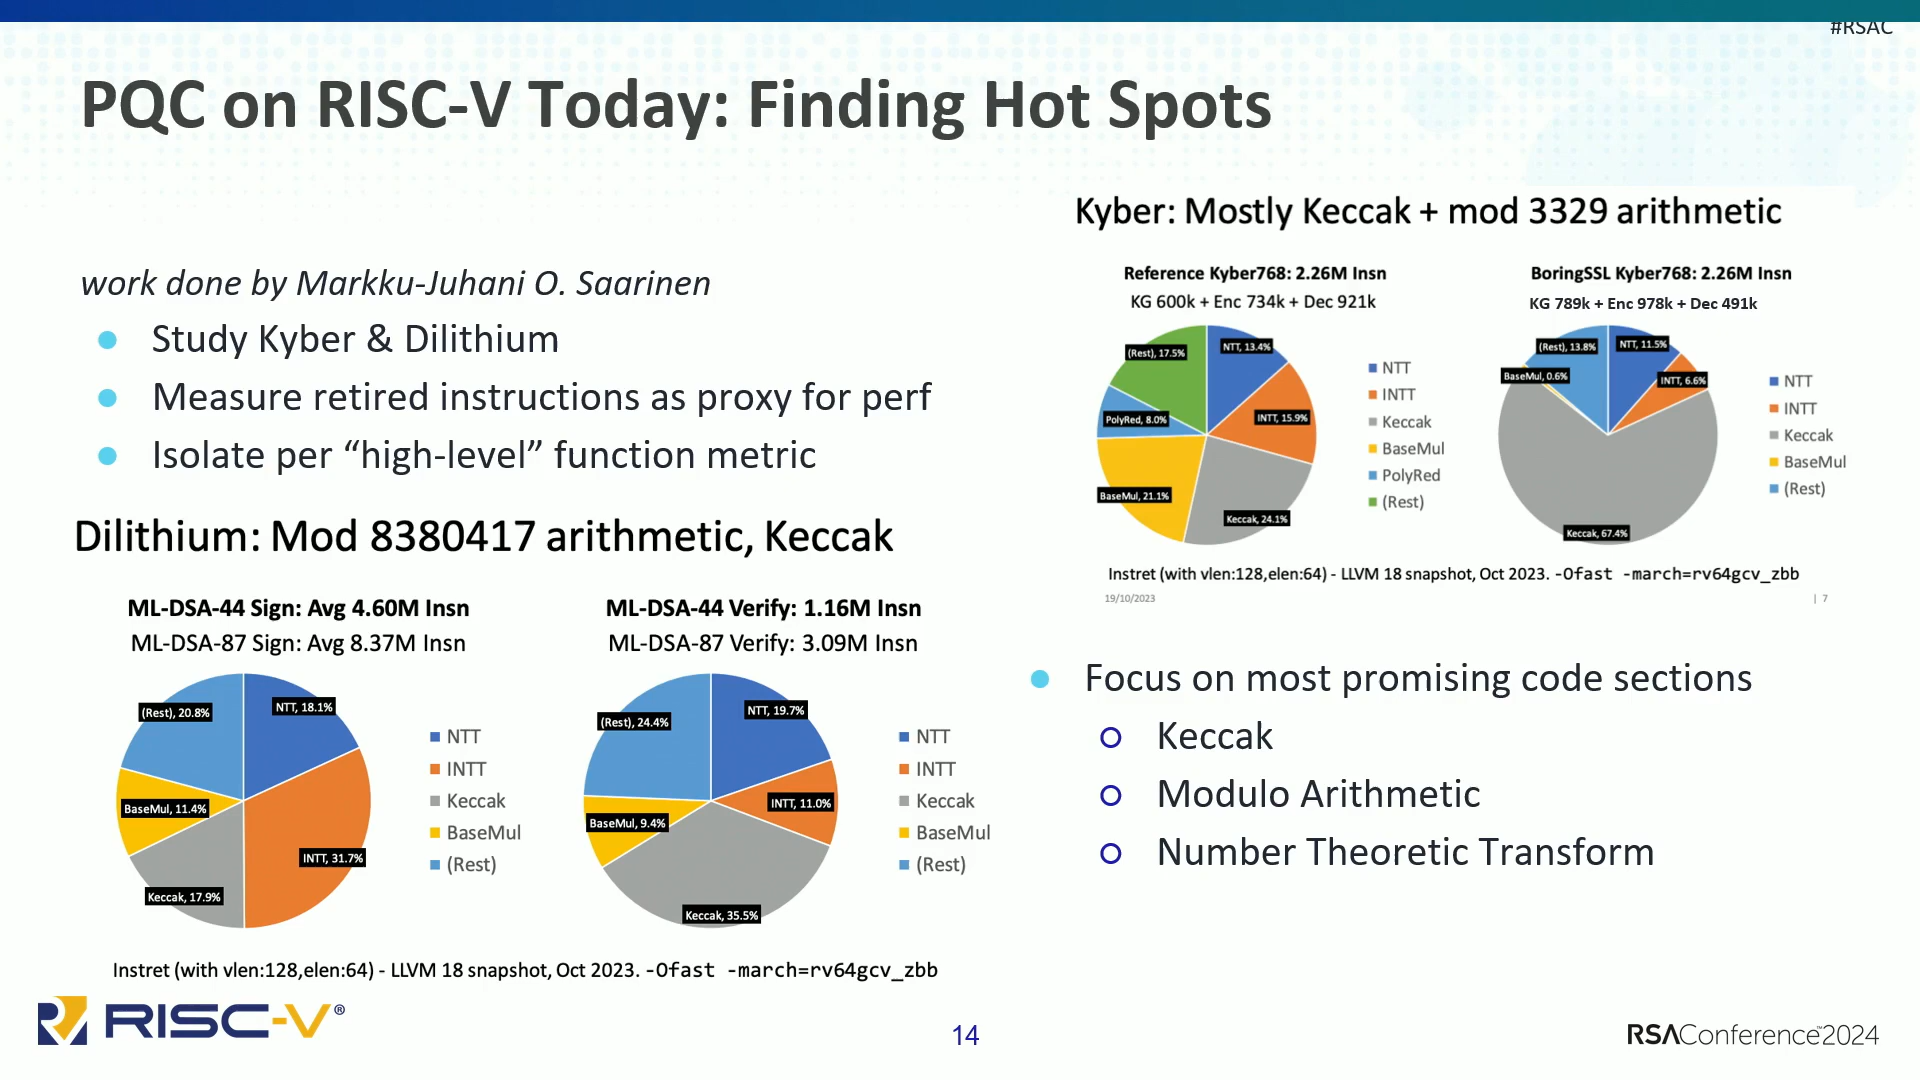 #RSAC
PQC on RISC-V Today: Finding Hot Spots
work done by Markku-Juhani O. Saarinen
Study Kyber & Dilithium
Measure retired instructions as proxy for perf
Isolate per “high-level” function metric
Dilithium: Mod 8380417 arithmetic, Keccak
ML-DSA-44 Sign: Avg 4.60M Insn
ML-DSA-87 Sign: Avg 8.37M Insn
(Rest), 20.8%
NTT, 18.1%
BaseMul, 11.4%
INTT, 31.7%
Keccak, 17.9%
NTT
INTT
Keccak
BaseMul
(Rest)
ML-DSA-44 Verify: 1.16M Insn
ML-DSA-87 Verify: 3.09M Insn
(Rest), 24.4%
NTT, 19.7%
INTT, 11.0%
BaseMul, 9.4%
Keccak, 35.5%
NTT
INTT
Keccak
BaseMul
(Rest)
Instret (with vlen:128,elen:64) - LLVM 18 snapshot, Oct 2023. -Ofast -march=rv64gcv_zbb
Kyber: Mostly Keccak + mod 3329 arithmetic
Reference Kyber768: 2.26M Insn
KG 600k + Enc 734k + Dec 921k
(Rest), 17.5%
NTT, 13.4%
PolyRed, 8.0%
INTT, 15.9%
BaseMul, 21.1%
Keccak, 24.1%
NTT
INTT
Keccak
BaseMul
PolyRed
(Rest)
BoringSSL Kyber768: 2.26M Insn
KG 789k + Enc 978k + Dec 491k
(Rest), 13.8%
NTT, 11.5%
BaseMul, 0.6%
INTT, 6.6%
Keccak, 67.4%
NTT
INTT
Keccak
BaseMul
(Rest)
Instret (with vlen:128,elen:64) - LLVM 18 snapshot, Oct 2023. -Ofast -march=rv64gcv_zbb
19/10/2023
| 7
Focus on most promising code sections
Keccak
Modulo Arithmetic
Number Theoretic Transform
RISC-V®
14
RSAConference™2024